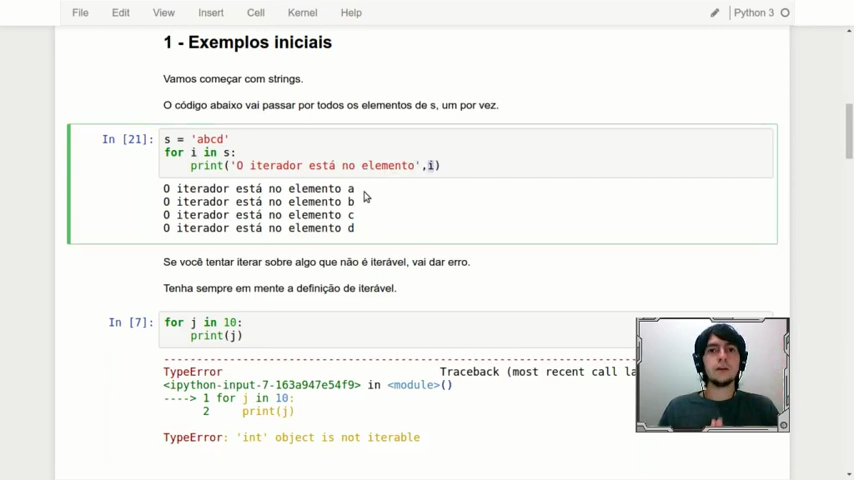 File Edit View Insert Cell Kernel Help Python 3
1 - Exemplos iniciais
Vamos começar com strings.
O código abaixo vai passar por todos os elementos de s, um por vez.
In [21]: s = 'abcd'
for i in s:
print('O iterador está no elemento',i)
O iterador está no elemento a
O iterador está no elemento b
O iterador está no elemento c
O iterador está no elemento d
Se você tentar iterar sobre algo que não é iterável, vai dar erro.
Tenha sempre em mente a definição de iterável.
In [7]: for j in 10:
print(j)
---------------------------------------------------------------------------
TypeError Traceback (most recent call la
<ipython-input-7-163a947e54f9> in <module>()
----> 1 for j in 10:
2 print(j)
TypeError: 'int' object is not iterable